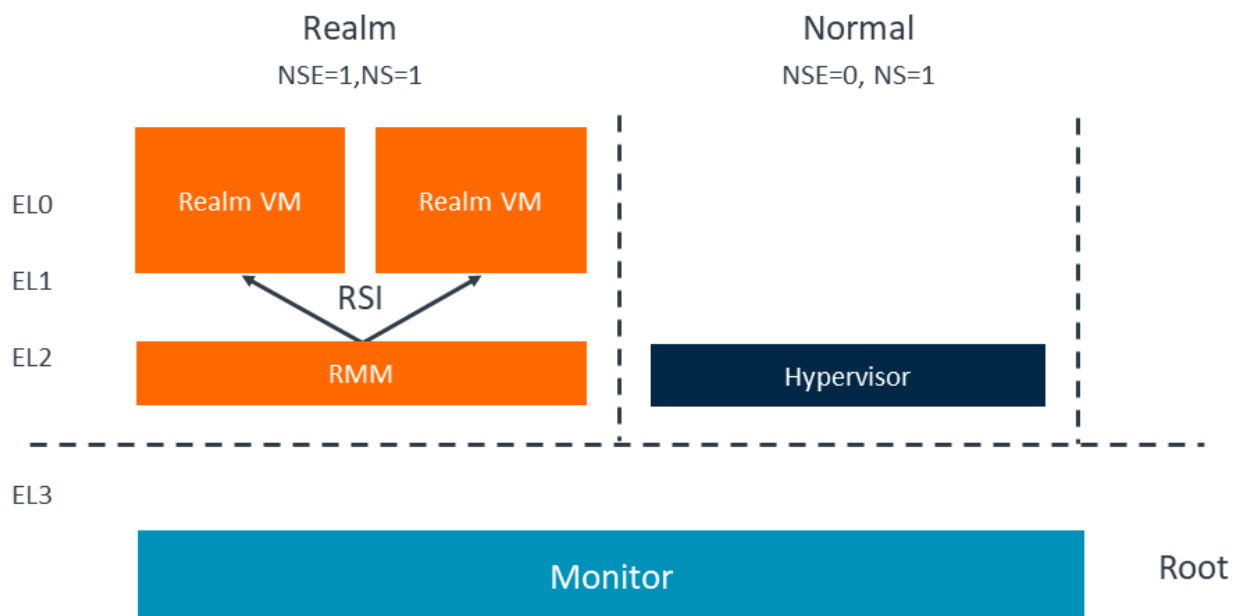 Realm
Normal
NSE=1,NS=1
NSE=0, NS=1
EL0
Realm VM
Realm VM
EL1
RSI
EL2
RMM
Hypervisor
EL3
Monitor
Root